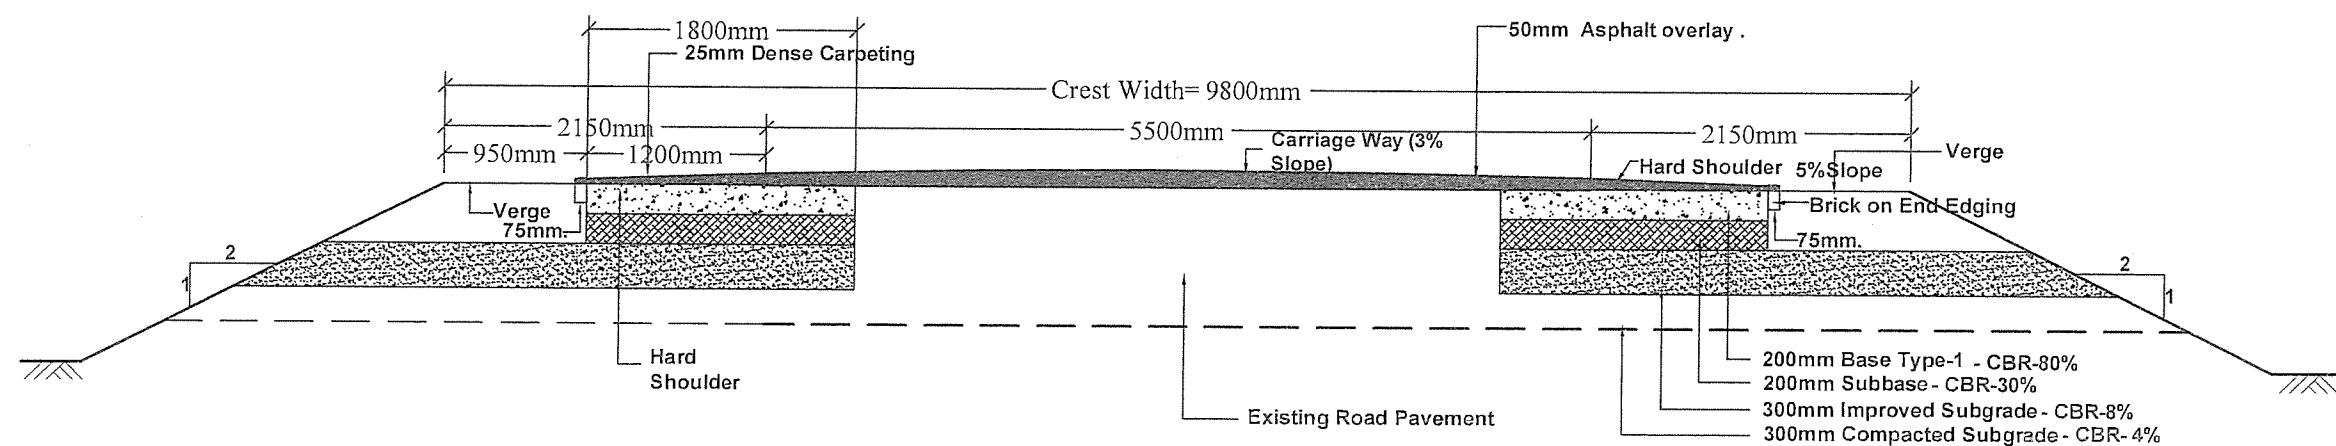 1800mm
50mm Asphalt overlay .
25mm Dense Carpeting
Crest Width= 9800mm
2150mm
5500mm
2150mm
950mm
1200mm
Carriage Way (3%
Slope)
Hard Shoulder 5%Slope
Verge
Verge
75mm.
Brick on End Edging
75mm.
2
1
2
1
Hard
Shoulder
200mm Base Type-1 - CBR-80%
200mm Subbase - CBR-30%
300mm Improved Subgrade - CBR-8%
300mm Compacted Subgrade - CBR- 4%
Existing Road Pavement